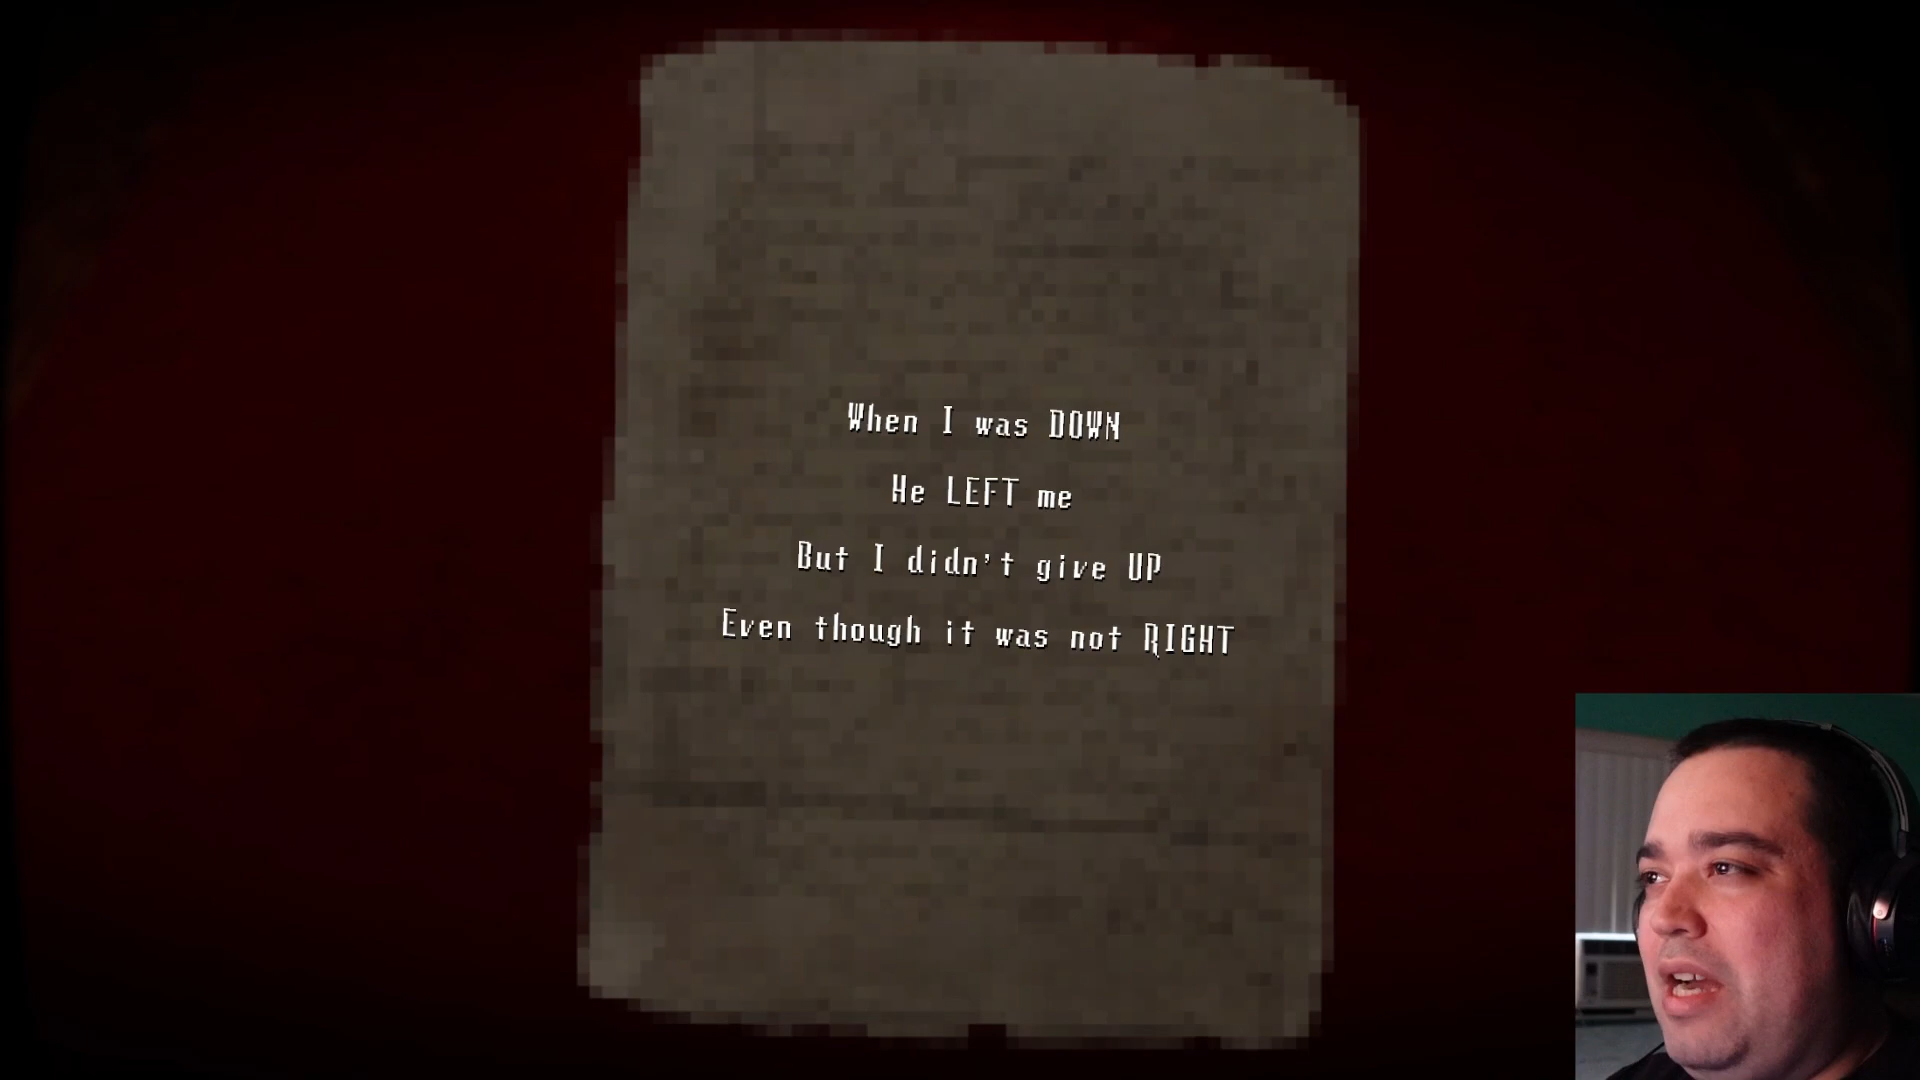 When I was DOWN
He LEFT me
But I didn't give UP
Even though it was not RIGHT